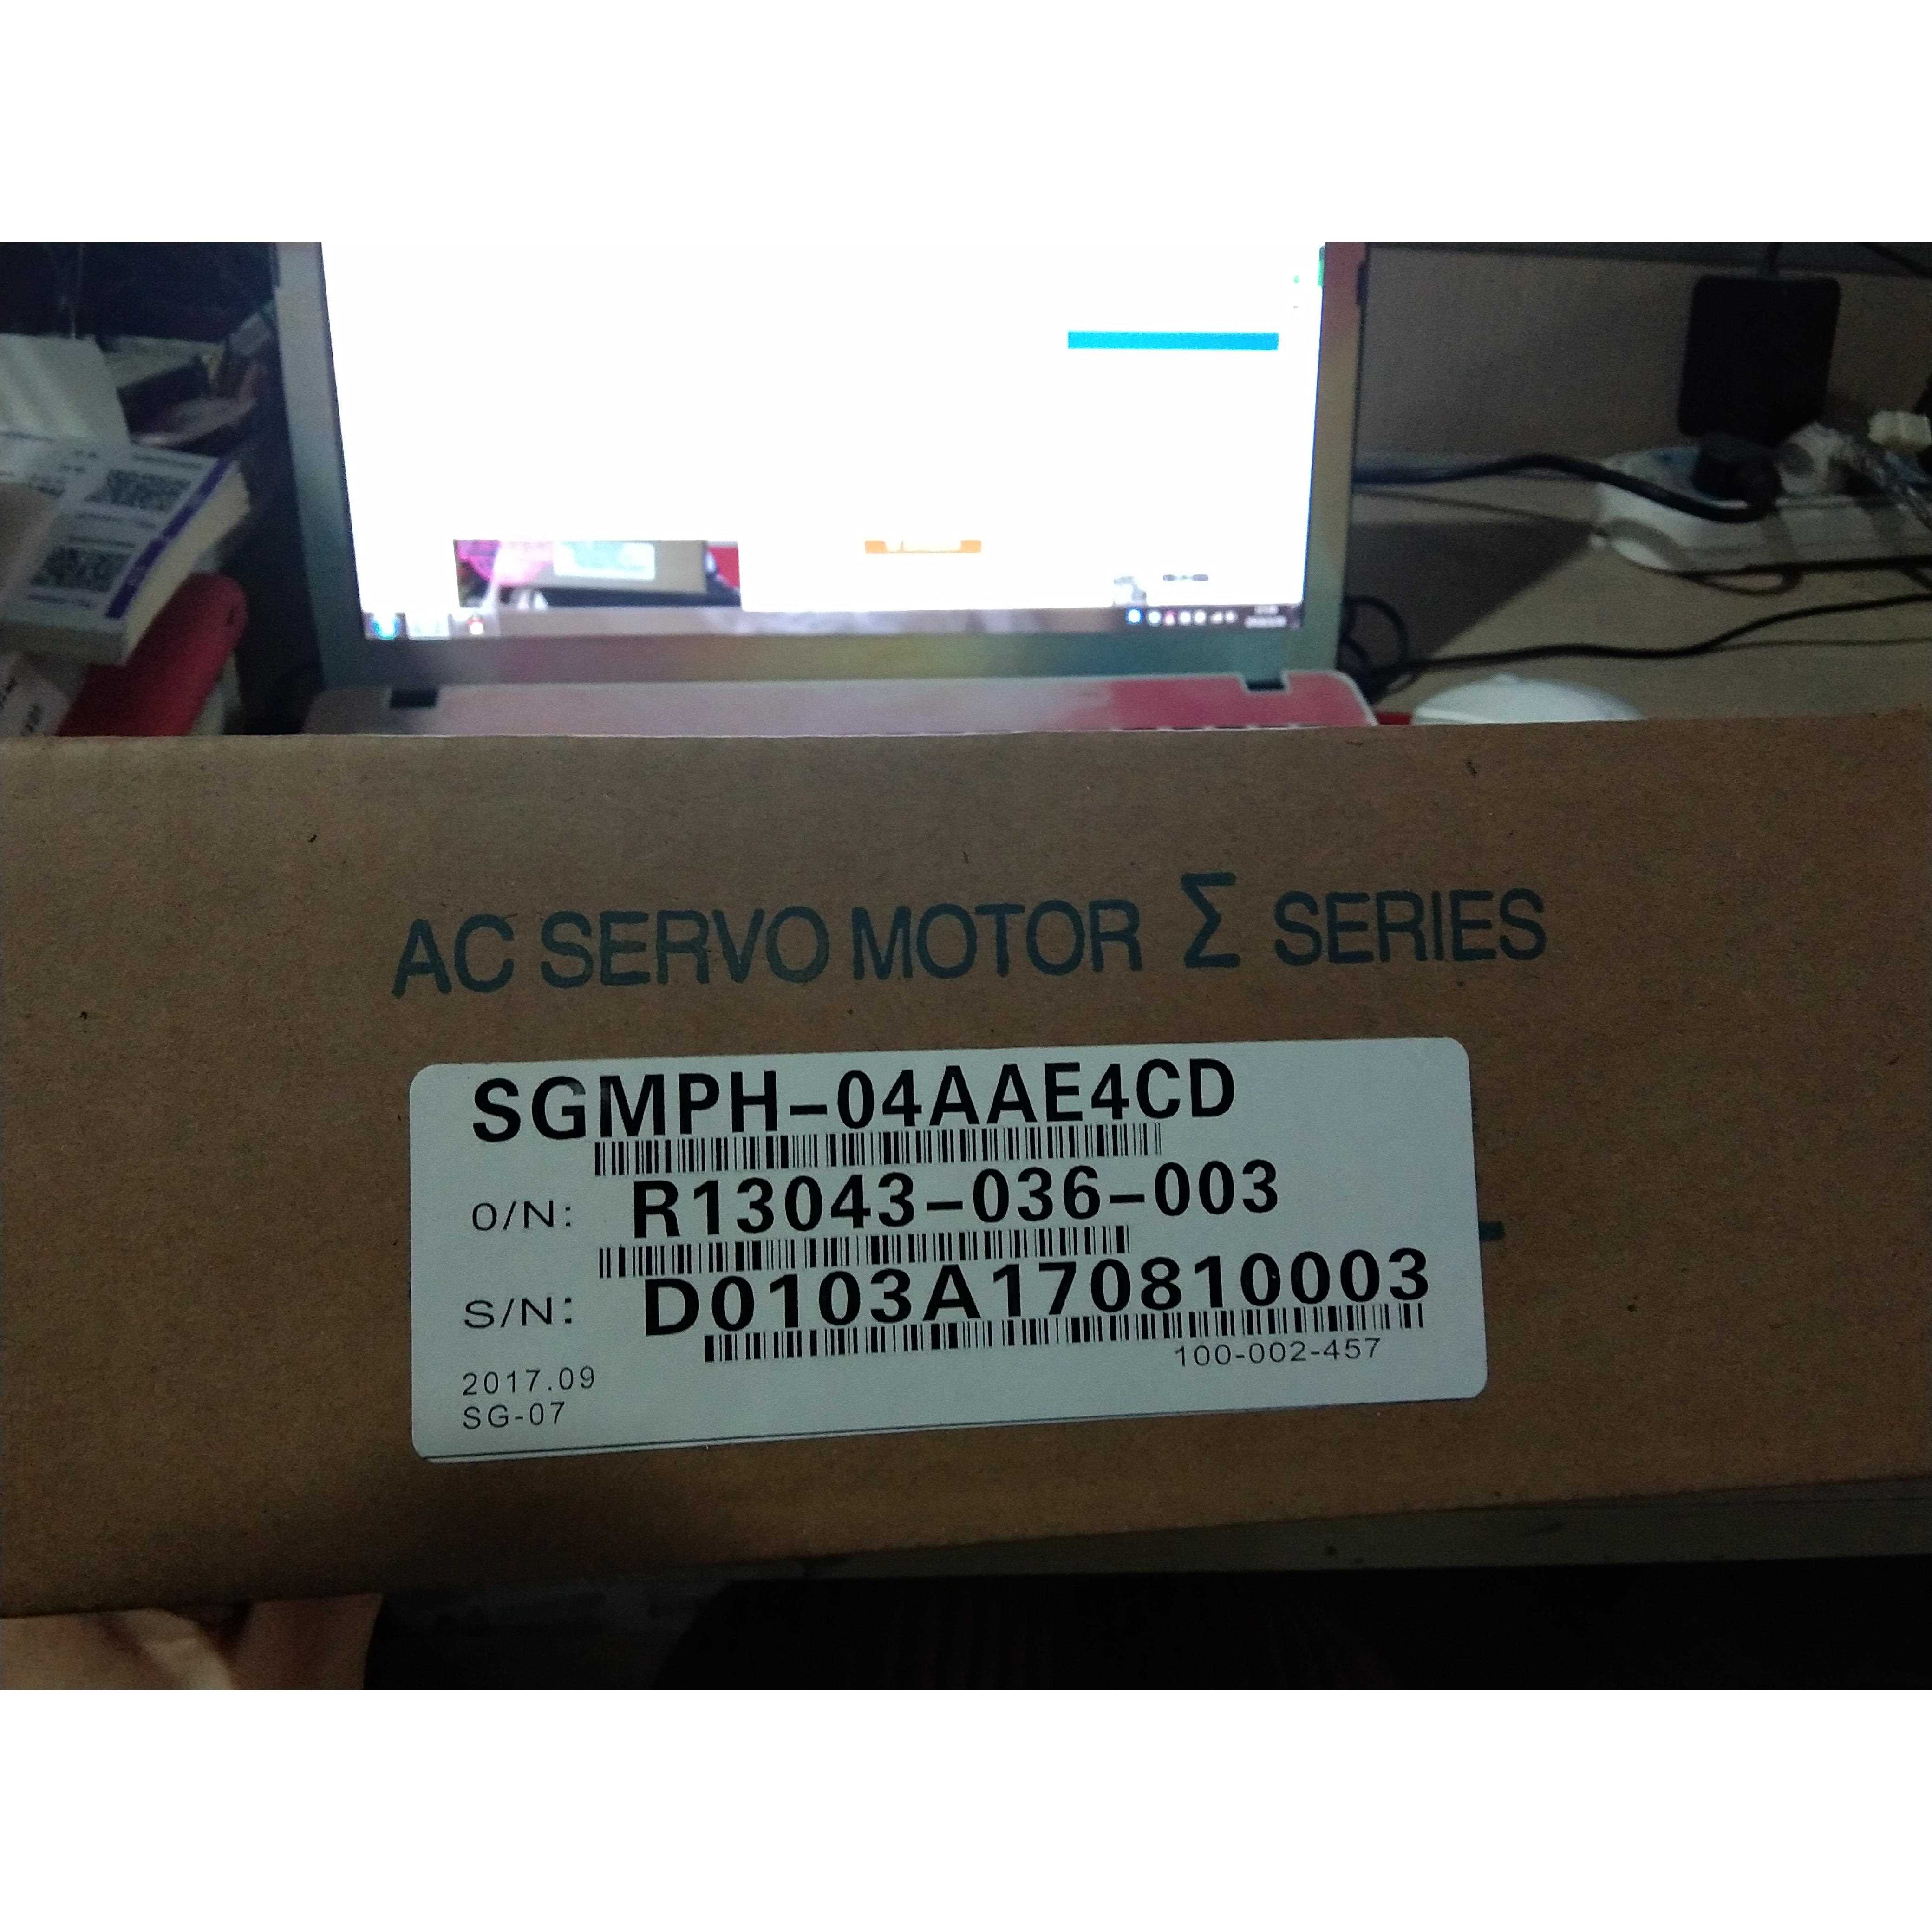 AC SERVO MOTOR Σ SERIES
SGMPH-04AAE4CD
O/N: R13043-036-003
S/N: D0103A170810003
100-002-457
2017.09
SG-07